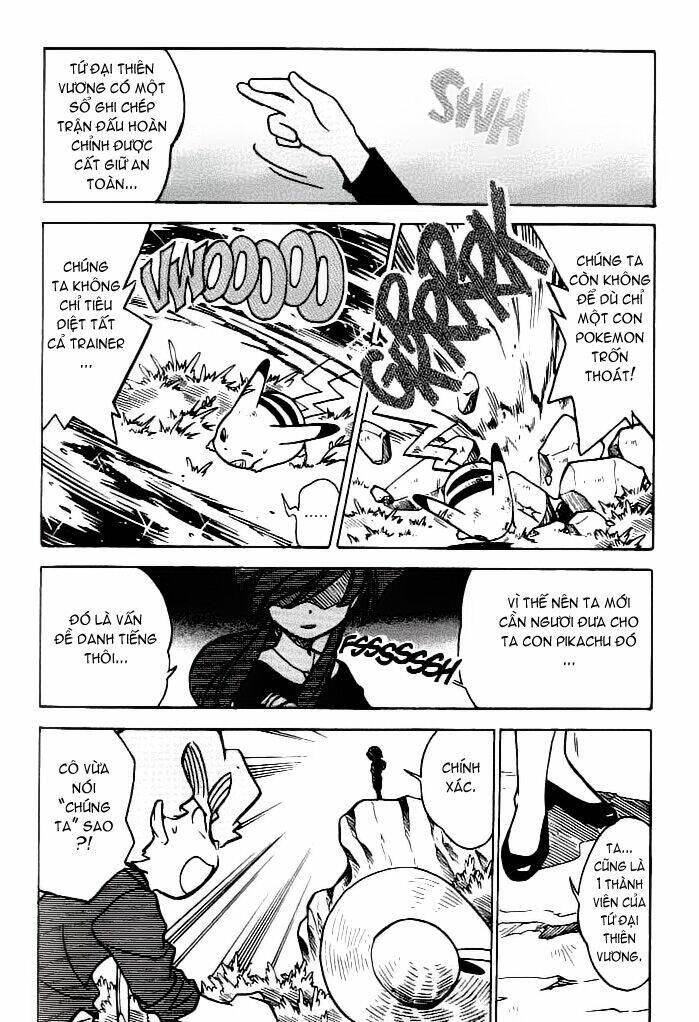 TỨ ĐẠI THIÊN
VƯƠNG CÓ MỘT
SỔ GHI CHÉP
TRẬN ĐẤU HOÀN
CHỈNH ĐƯỢC
CẤT GIỮ AN
TOÀN...
SWH
CHÚNG
TA KHÔNG
CHỈ TIÊU
DIỆT TẤT
CẢ TRAINER
...
VWOOOOOO
......
CHÚNG TA
CÒN KHÔNG
ĐỂ DÙ CHỈ
MỘT CON
POKEMON
TRỐN
THOÁT!
ĐÓ LÀ VẤN
ĐỀ DANH TIẾNG
THÔI...
FSSSSSSH
VÌ THẾ NÊN TA MỚI
CẦN NGƯƠI ĐƯA CHO
TA CON PIKACHU ĐÓ
...
CÔ VỪA
NÓI
"CHÚNG
TA" SAO
?!
CHÍNH
XÁC.
TA...
CŨNG LÀ
1 THÀNH
VIÊN CỦA
TỨ ĐẠI
THIÊN
VƯƠNG.